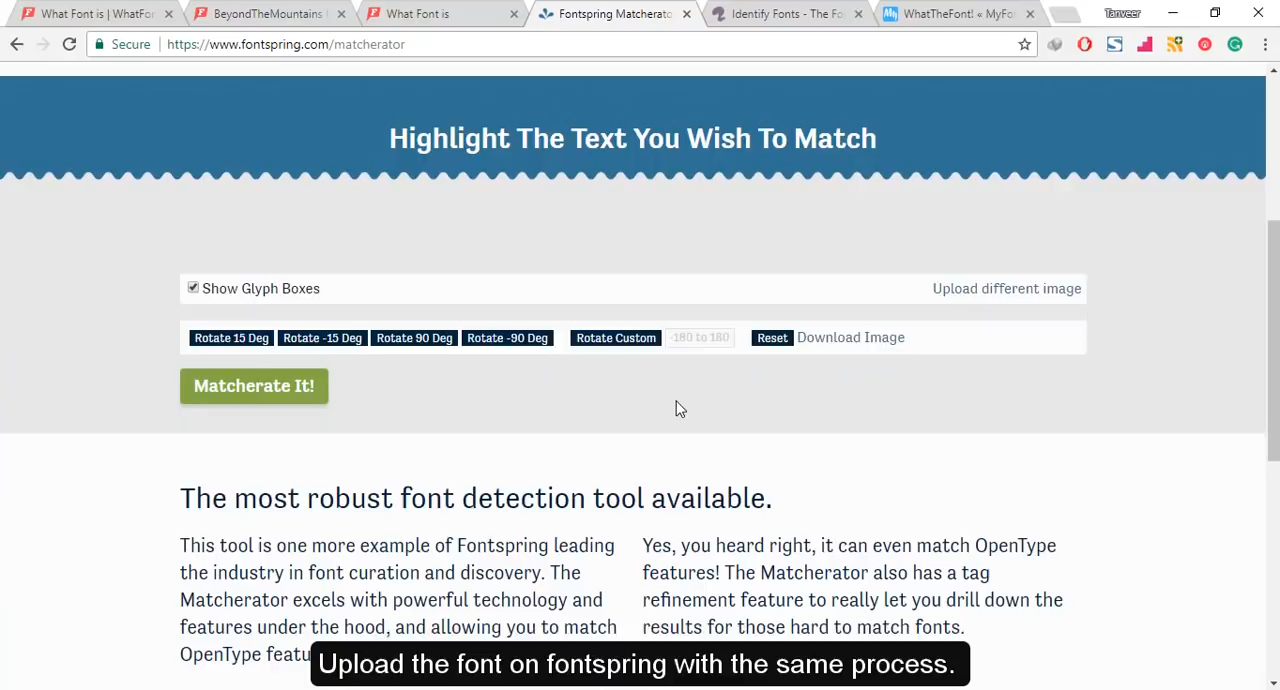 What Font is | WhatFor
BeyondTheMountains
What Font is
Fontspring Matcherato
Identify Fonts - The Fo
WhatTheFont! « MyFo
Tanveer
Secure
https://www.fontspring.com/matcherator
Highlight The Text You Wish To Match
Show Glyph Boxes
Upload different image
Rotate 15 Deg
Rotate -15 Deg
Rotate 90 Deg
Rotate -90 Deg
Rotate Custom
-180 to 180
Reset
Download Image
Matcherate It!
The most robust font detection tool available.
This tool is one more example of Fontspring leading
the industry in font curation and discovery. The
Matcherator excels with powerful technology and
features under the hood, and allowing you to match
OpenType featu
Yes, you heard right, it can even match OpenType
features! The Matcherator also has a tag
refinement feature to really let you drill down the
results for those hard to match fonts.
Upload the font on fontspring with the same process.